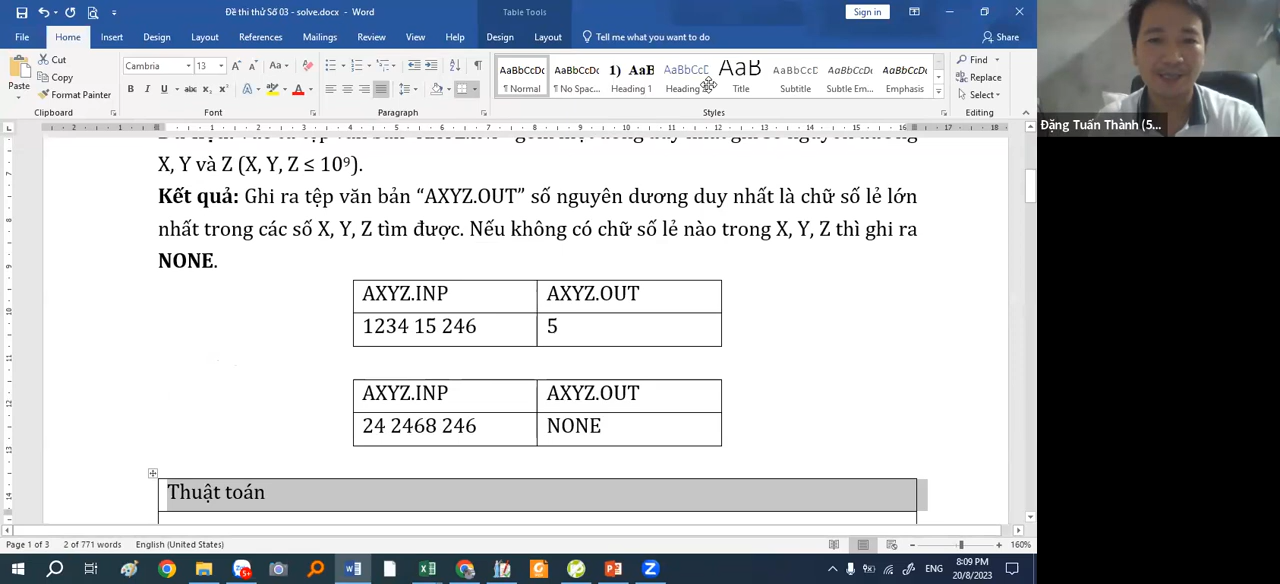 Đề thi thử Số 03 - solve.docx - Word
Table Tools
Sign in
File Home Insert Design Layout References Mailings Review View Help Design Layout Tell me what you want to do Share
Cut
Copy
Format Painter
Paste
Clipboard
Cambria 13
Font
Paragraph
AaBbCcDc AaBbCcDc 1) AaB AaBbCcD AaB AaBbCcD AaBbCcDc AaBbCcDc
¶ Normal ¶ No Spac... Heading 1 Heading Title Subtitle Subtle Em... Emphasis
Styles
Find
Replace
Select
Editing
Đặng Tuấn Thành (5...
X, Y và Z (X, Y, Z ≤ 10⁹).
Kết quả: Ghi ra tệp văn bản “AXYZ.OUT” số nguyên dương duy nhất là chữ số lẻ lớn
nhất trong các số X, Y, Z tìm được. Nếu không có chữ số lẻ nào trong X, Y, Z thì ghi ra
NONE.
AXYZ.INP AXYZ.OUT
1234 15 246 5
AXYZ.INP AXYZ.OUT
24 2468 246 NONE
Thuật toán
Page 1 of 3 2 of 771 words English (United States) 160%
ENG 8:09 PM
20/8/2023